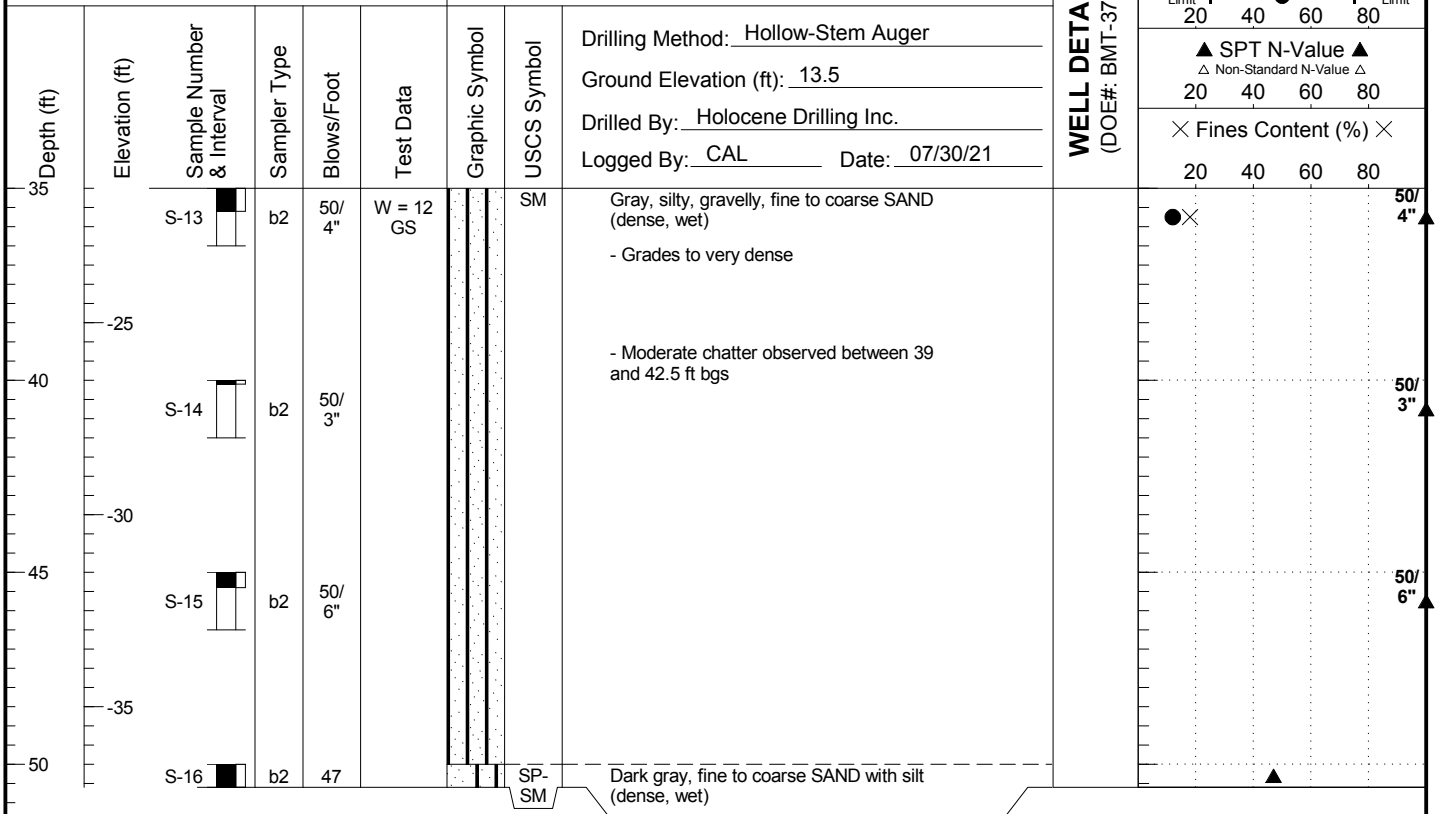 Depth (ft)
Elevation (ft)
Sample Number
& Interval
Sampler Type
Blows/Foot
Test Data
Graphic Symbol
USCS Symbol
Drilling Method: Hollow-Stem Auger
Ground Elevation (ft): 13.5
Drilled By: Holocene Drilling Inc.
Logged By: CAL Date: 07/30/21
WELL DETA
(DOE#: BMT-37
Limit Limit
20 40 60 80
▲ SPT N-Value ▲
△ Non-Standard N-Value △
20 40 60 80
× Fines Content (%) ×
20 40 60 80
35
S-13
b2
50/
4"
W = 12
GS
SM
Gray, silty, gravelly, fine to coarse SAND
(dense, wet)
- Grades to very dense
50/
4"
-25
- Moderate chatter observed between 39
and 42.5 ft bgs
40
S-14
b2
50/
3"
50/
3"
-30
45
S-15
b2
50/
6"
50/
6"
-35
50
S-16
b2
47
SP-
SM
Dark gray, fine to coarse SAND with silt
(dense, wet)